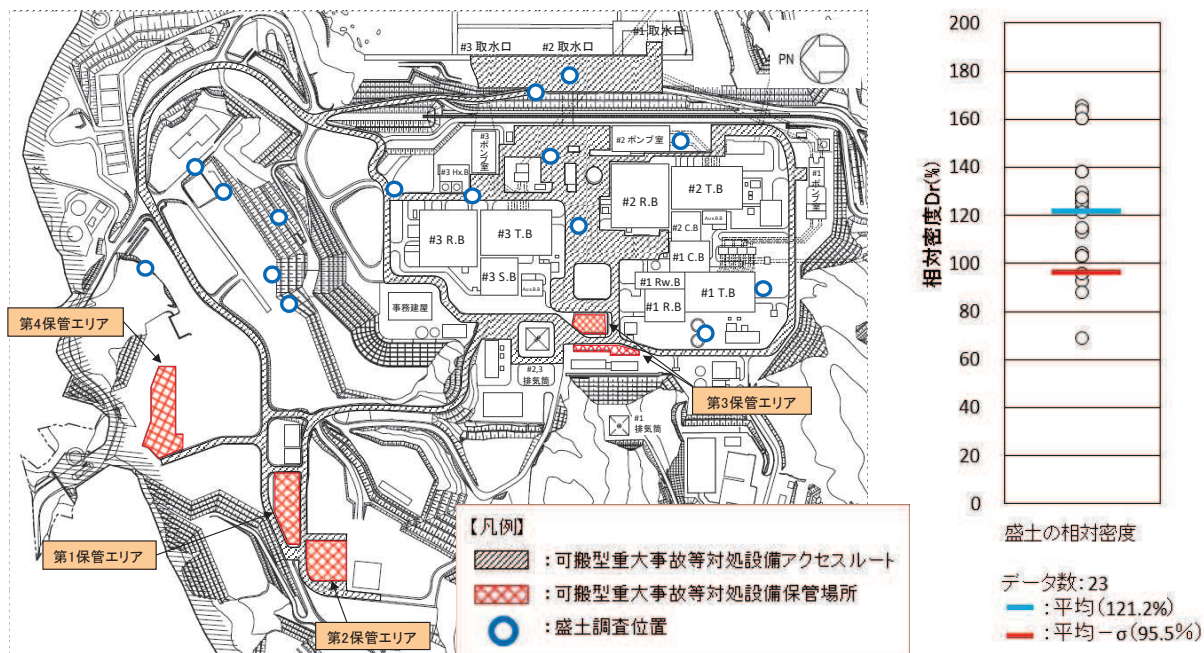 #1 取水口
#2 取水口
#3 取水口
PN
#3 ポンプ室
#2 ポンプ室
#1 ポンプ室
#3 Hx.B
#2 R.B
#2 T.B
#3 R.B
#3 T.B
#2 C.B
Aux.B.B
#1 C.B
#3 S.B
Aux.B.B
#1 Rw.B
#1 R.B
#1 T.B
事務建屋
#2,3
排気筒
#1
排気筒
第4保管エリア
第3保管エリア
第1保管エリア
第2保管エリア
【凡例】
:可搬型重大事故等対処設備アクセスルート
:可搬型重大事故等対処設備保管場所
:盛土調査位置
相対密度Dr(%)
200
180
160
140
120
100
80
60
40
20
0
盛土の相対密度
データ数:23
:平均(121.2%)
:平均－σ(95.5%)